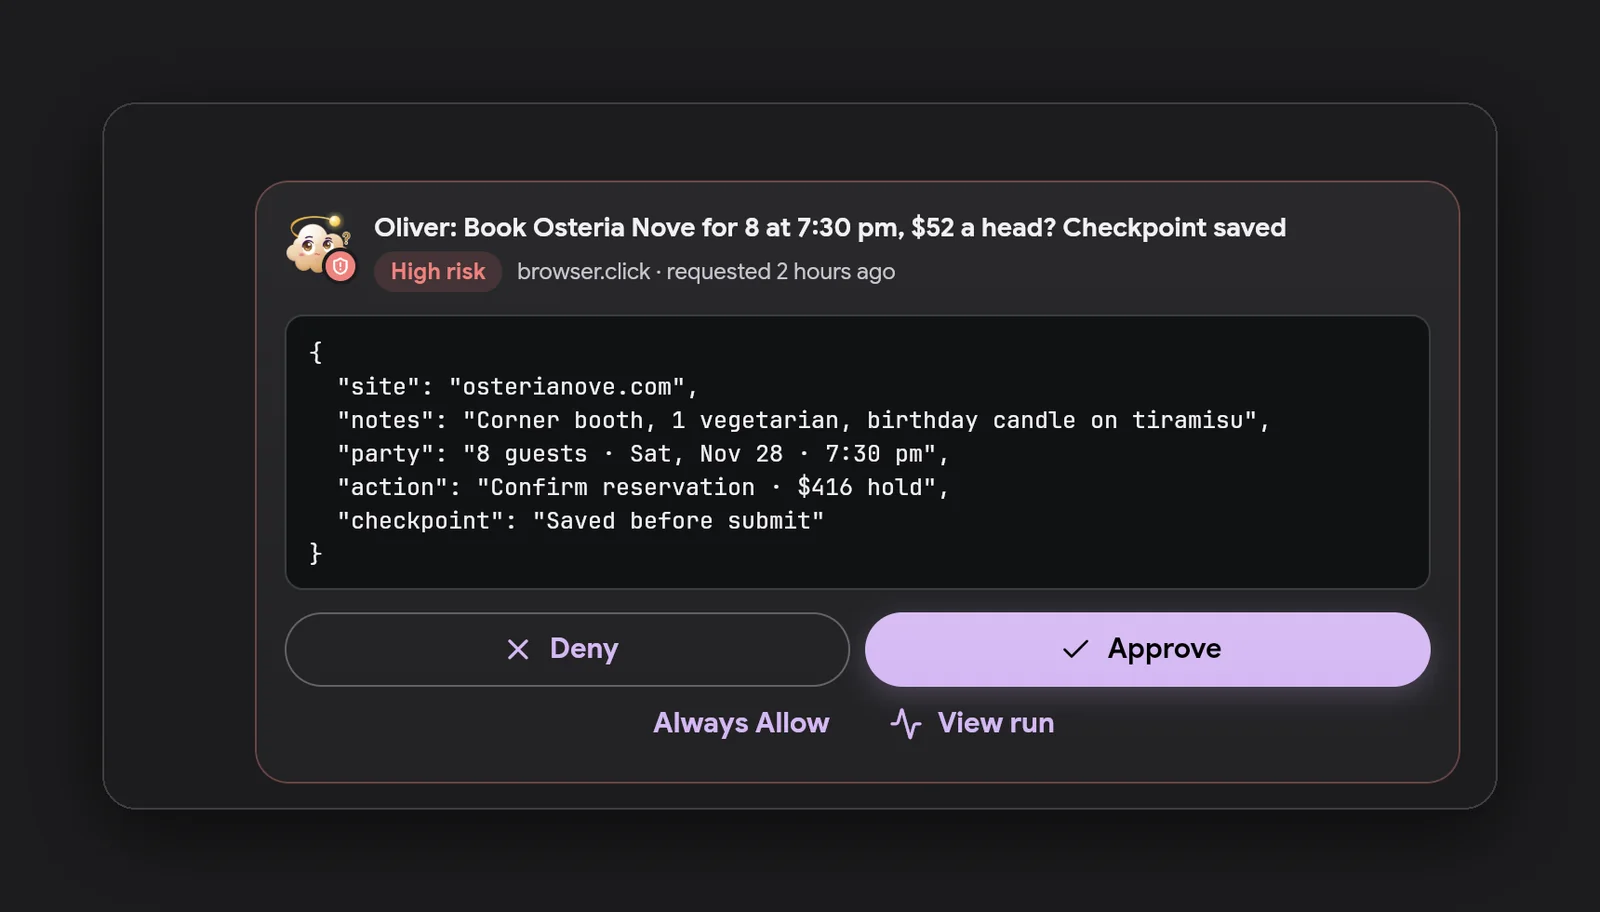 Oliver: Book Osteria Nove for 8 at 7:30 pm, $52 a head? Checkpoint saved
High risk browser.click · requested 2 hours ago
{
  "site": "osterianove.com",
  "notes": "Corner booth, 1 vegetarian, birthday candle on tiramisu",
  "party": "8 guests · Sat, Nov 28 · 7:30 pm",
  "action": "Confirm reservation · $416 hold",
  "checkpoint": "Saved before submit"
}
Deny Approve
Always Allow View run